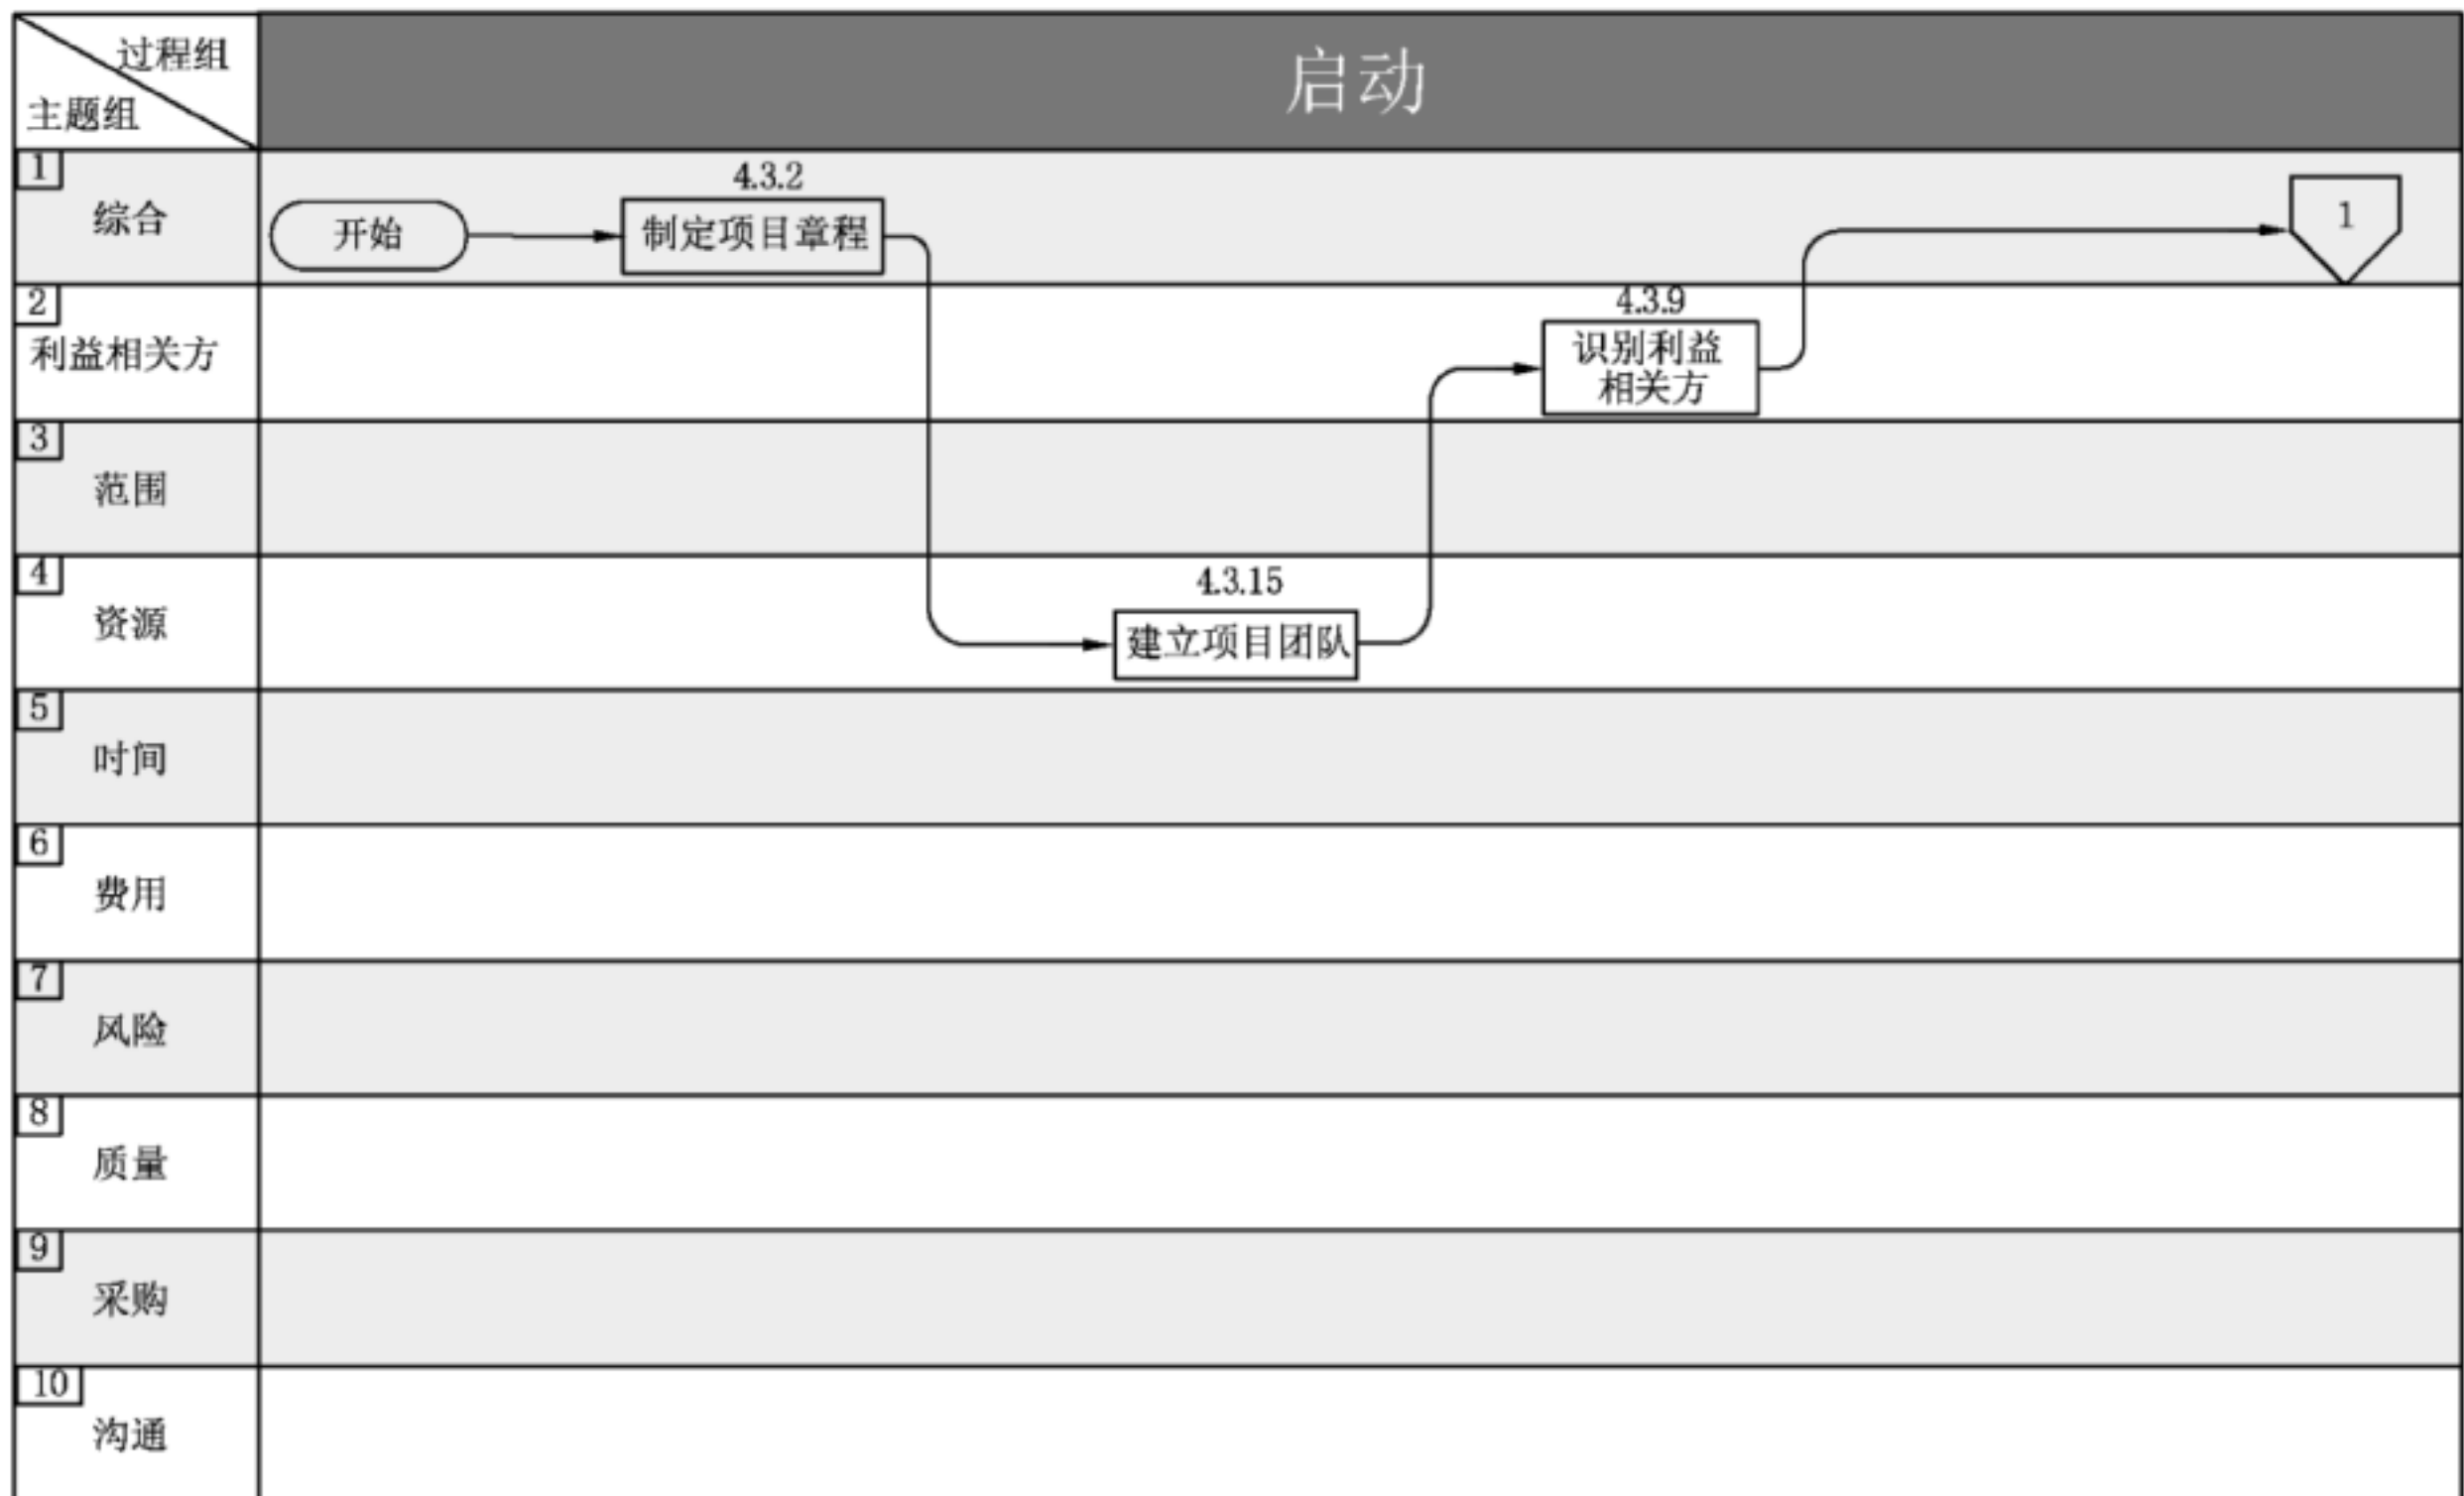 过程组
主题组
启动
1
综合
开始
4.3.2
制定项目章程
1
2
利益相关方
4.3.9
识别利益
相关方
3
范围
4
资源
4.3.15
建立项目团队
5
时间
6
费用
7
风险
8
质量
9
采购
10
沟通